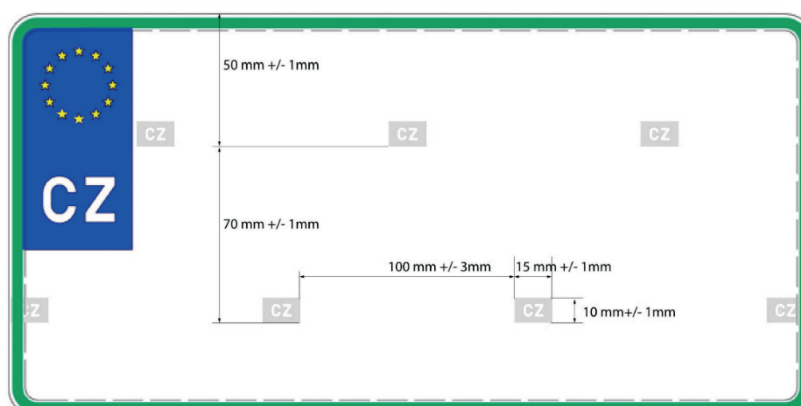 50 mm +/- 1mm
CZ CZ CZ
CZ
70 mm +/- 1mm
100 mm +/- 3mm 15 mm +/- 1mm
CZ CZ CZ CZ
10 mm+/- 1mm